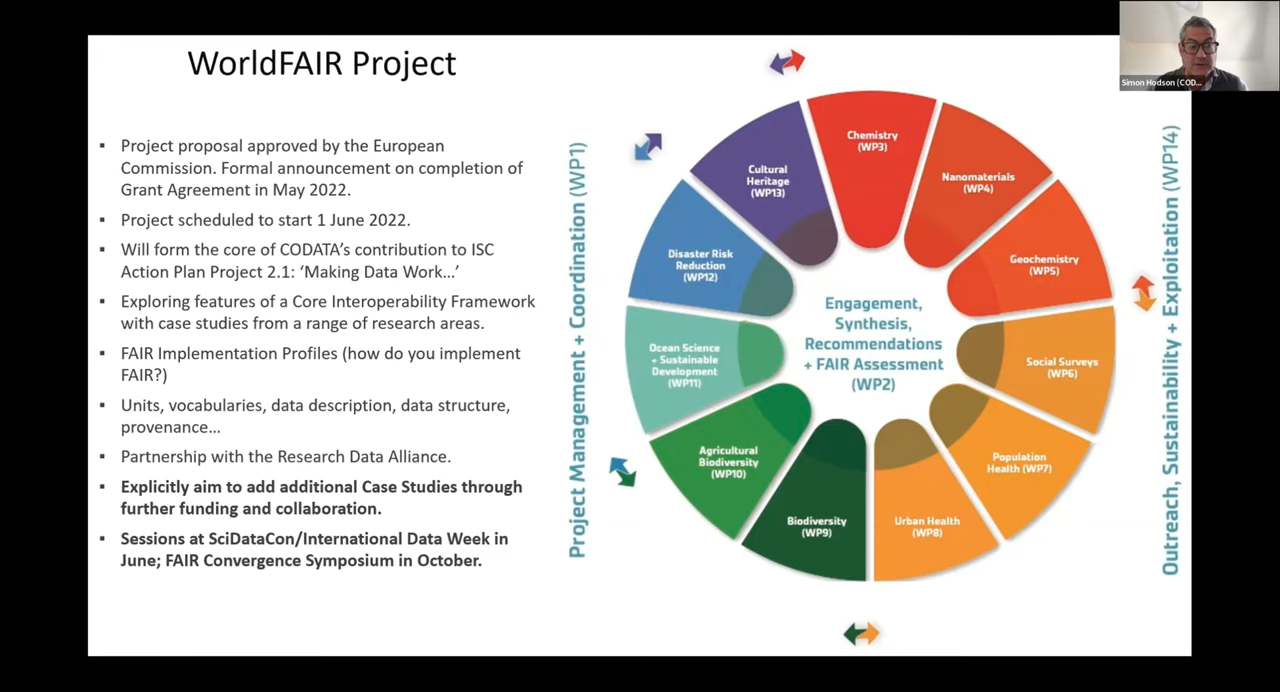 WorldFAIR Project
▪ Project proposal approved by the European
Commission. Formal announcement on completion of
Grant Agreement in May 2022.
▪ Project scheduled to start 1 June 2022.
▪ Will form the core of CODATA’s contribution to ISC
Action Plan Project 2.1: ‘Making Data Work…’
▪ Exploring features of a Core Interoperability Framework
with case studies from a range of research areas.
▪ FAIR Implementation Profiles (how do you implement
FAIR?)
▪ Units, vocabularies, data description, data structure,
provenance…
▪ Partnership with the Research Data Alliance.
▪ Explicitly aim to add additional Case Studies through
further funding and collaboration.
▪ Sessions at SciDataCon/International Data Week in
June; FAIR Convergence Symposium in October.
Project Management + Coordination (WP1)
Chemistry
(WP3)
Nanomaterials
(WP4)
Geochemistry
(WP5)
Social Surveys
(WP6)
Population
Health (WP7)
Urban Health
(WP8)
Biodiversity
(WP9)
Agricultural
Biodiversity
(WP10)
Ocean Science
+ Sustainable
Development
(WP11)
Disaster Risk
Reduction
(WP12)
Cultural
Heritage
(WP13)
Engagement,
Synthesis,
Recommendations
+ FAIR Assessment
(WP2)
Outreach, Sustainability + Exploitation (WP14)
Simon Hodson (COD...